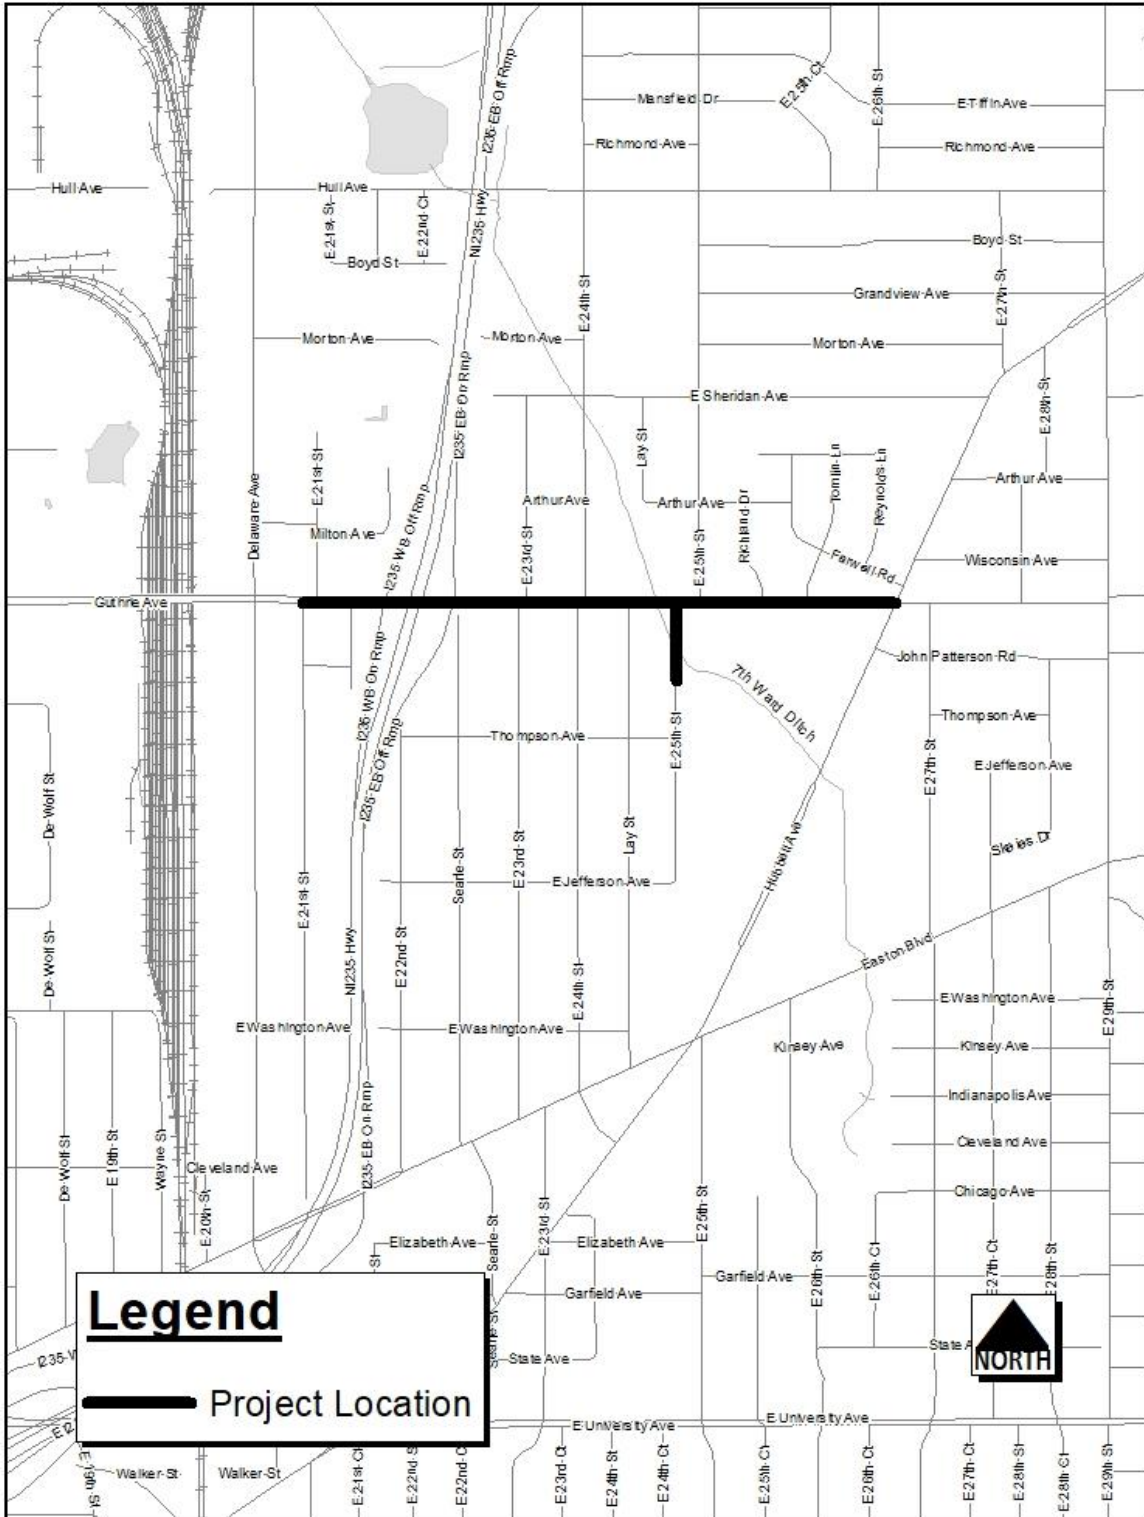 I235 EB Off Rmp
E 25th Ct
E 26th St
Mansfield Dr
E Tiffin Ave
Richmond Ave
Richmond Ave
Hull Ave
Hull Ave
E 21st St
E 22nd Ct
NI235 Hwy
Boyd St
Boyd St
E 24th St
Grandview Ave
E 27th St
Morton Ave
Morton Ave
Morton Ave
I235 EB On Rmp
E Sheridan Ave
E 28th St
Lay St
E 21st St
Tomlin Ln
Reynolds Ln
Arthur Ave
Delaware Ave
Arthur Ave
Arthur Ave
I235 WB Off Rmp
Milton Ave
E 23rd St
E 25th St
Richland Dr
Farwell Rd
Wisconsin Ave
Guthrie Ave
John Patterson Rd
I235 WB On Rmp
7th Ward Ditch
Thompson Ave
Thompson Ave
E 25th St
I235 EB Off Rmp
E 27th St
E Jefferson Ave
De Wolf St
Hubbell Ave
Lay St
Searle St
E 23rd St
E Jefferson Ave
E 21st St
Easton Blvd
De Wolf St
NI235 Hwy
E 22nd St
E 24th St
E Washington Ave
E 29th St
E Washington Ave
E Washington Ave
Kinsey Ave
Kinsey Ave
Indianapolis Ave
I235 EB On Rmp
Cleveland Ave
De Wolf St
E 19th St
Wayne St
Cleveland Ave
Chicago Ave
E 20th St
E 25th St
E 23rd St
Searle St
Elizabeth Ave
Elizabeth Ave
St
E 26th St
E 26th Ct
E 27th Ct
E 28th St
Garfield Ave
Garfield Ave
Legend
Searle St
State Ave
State A
NORTH
I235 W
Project Location
E University Ave
E University Ave
E 19th St
Walker St
Walker St
E 21st Ct
E 22nd S
E 22nd C
E 23rd Ct
E 24th St
E 24th Ct
E 25th Ct
E 26th Ct
E 27th Ct
E 28th St
E 28th Ct
E 29th St